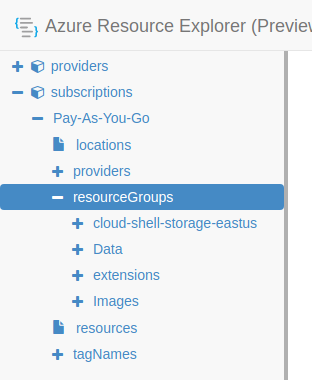 Azure Resource Explorer (Preview
providers
subscriptions
Pay-As-You-Go
locations
providers
resourceGroups
cloud-shell-storage-eastus
Data
extensions
Images
resources
tagNames